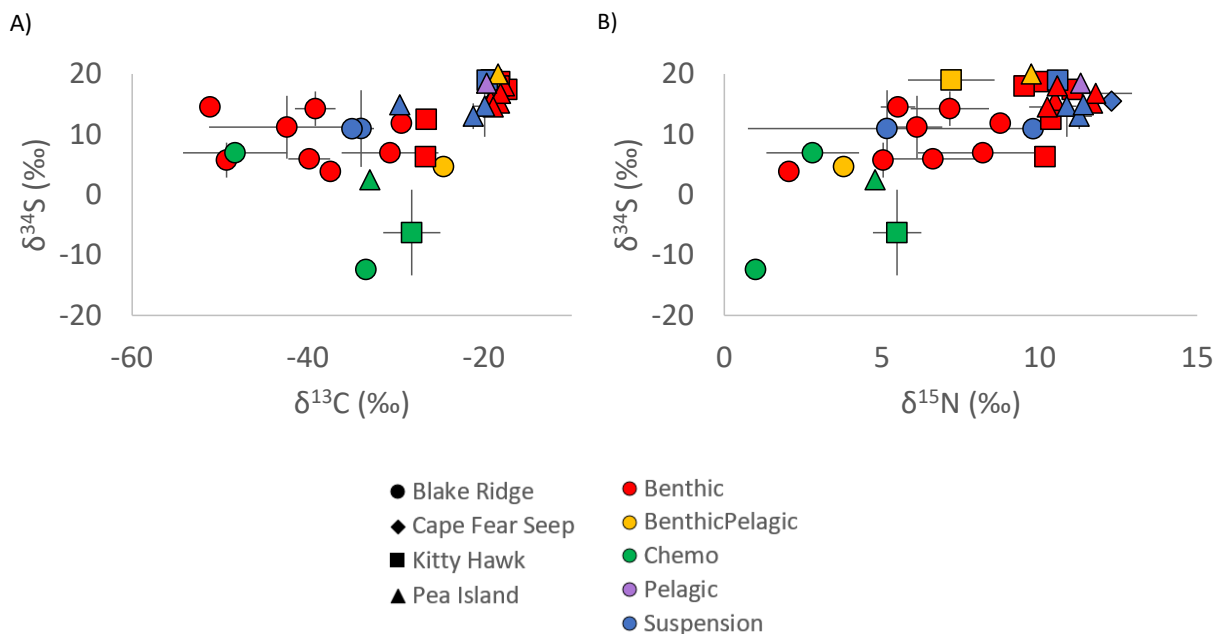 A)
B)
20
10
0
-10
-20
δ³⁴S (‰)
-60
-40
-20
δ¹³C (‰)
20
10
0
-10
-20
δ³⁴S (‰)
0
5
10
15
δ¹⁵N (‰)
Blake Ridge
Cape Fear Seep
Kitty Hawk
Pea Island
Benthic
BenthicPelagic
Chemo
Pelagic
Suspension